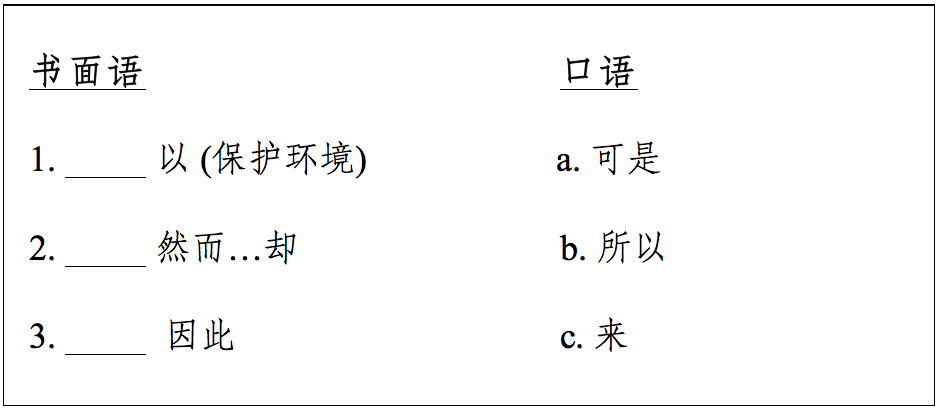 书面语 口语
1. _____ 以 (保护环境) a. 可是
2. _____ 然而…却 b. 所以
3. _____ 因此 c. 来